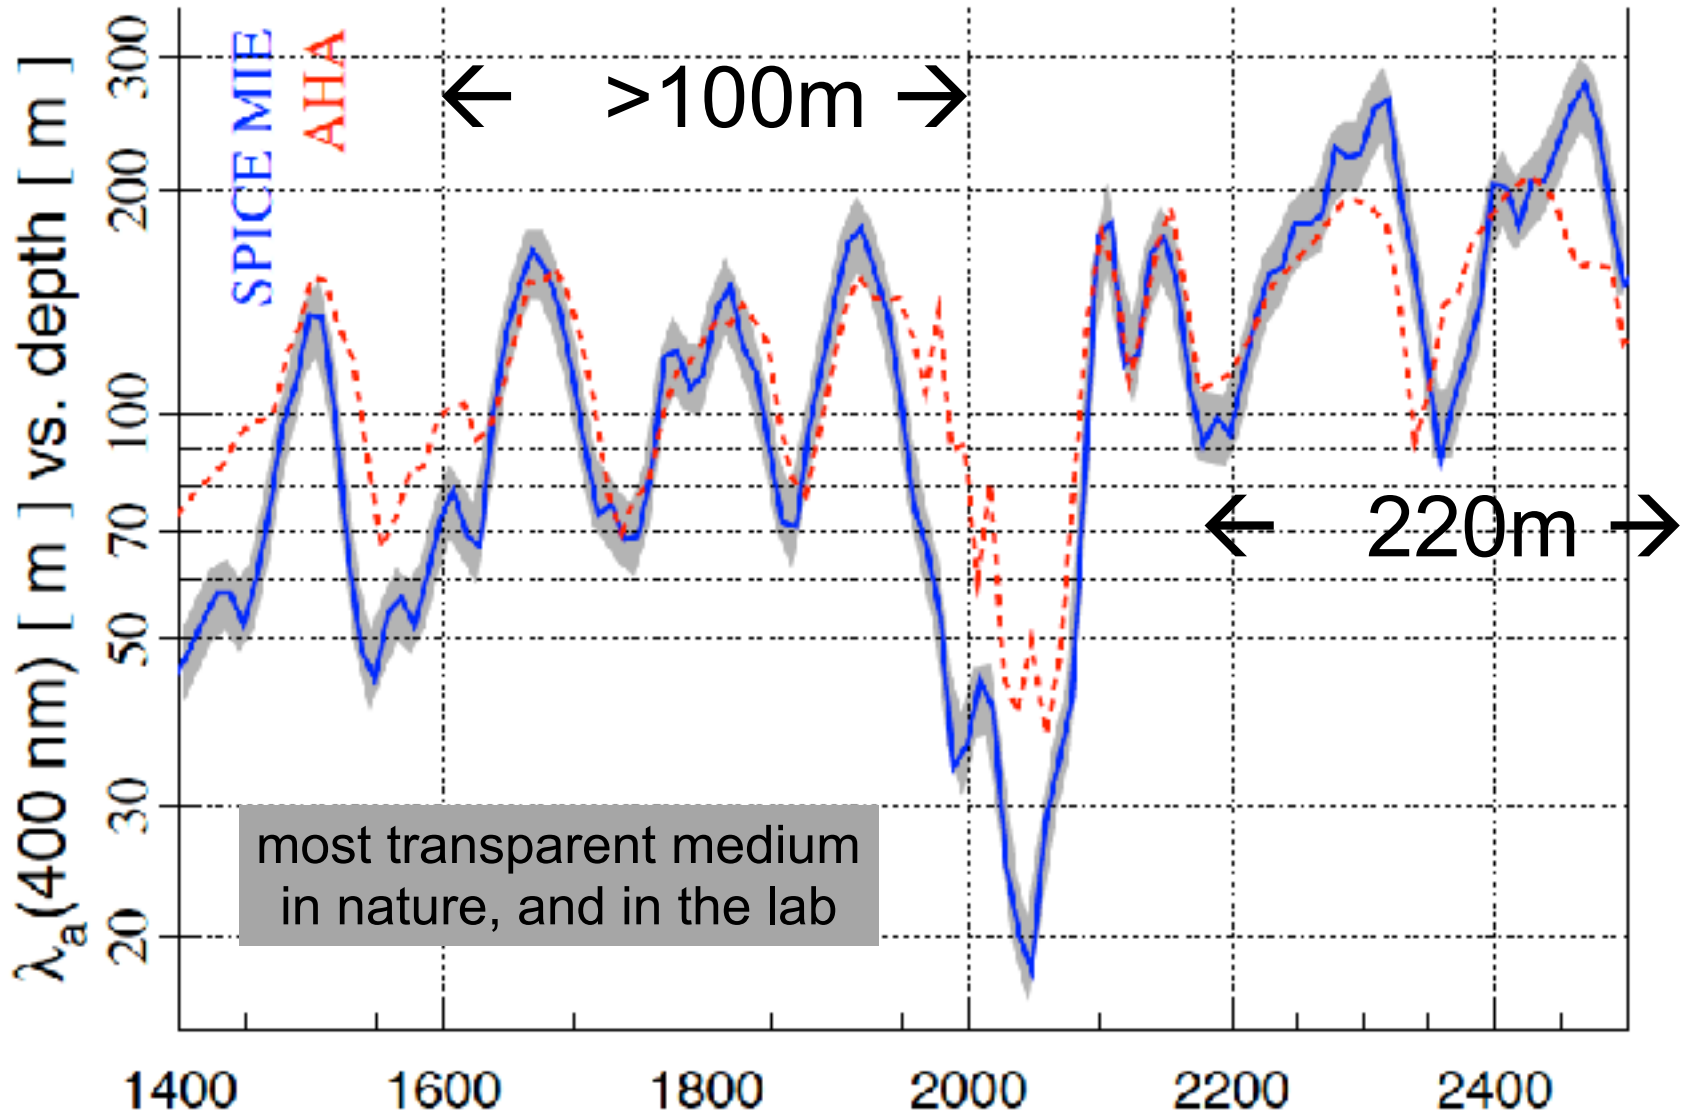 λa(400 nm) [ m ] vs. depth [ m ]
300
200
100
70
50
30
20
SPICE MIE
AHA
← >100m →
← 220m →
most transparent medium
in nature, and in the lab
1400 1600 1800 2000 2200 2400